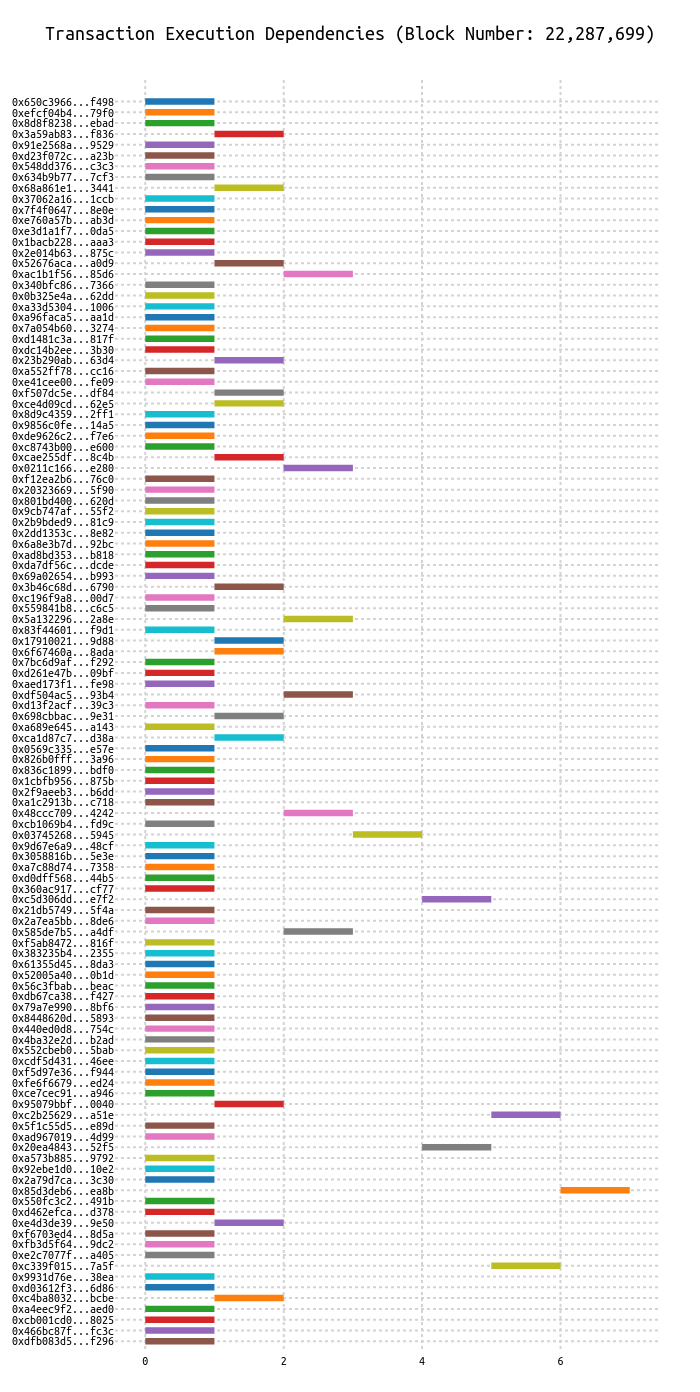 Transaction Execution Dependencies (Block Number: 22,287,699)
0x650c3966...f498
0xefcf04b4...79f0
0x8d8f8238...ebad
0x3a59ab83...f836
0x91e2568a...9529
0xd23f072c...a23b
0x548dd376...c3c3
0x634b9b77...7cf3
0x68a861e1...3441
0x37062a16...1ccb
0x7f4f0647...8e0e
0xe760a57b...ab3d
0xe3d1a1f7...0da5
0x1bacb228...aaa3
0x2e014b63...875c
0x52676aca...a0d9
0xac1b1f56...85d6
0x340bfc86...7366
0x0b325e4a...62dd
0xa33d5304...1006
0xa96faca5...aa1d
0x7a054b60...3274
0xd1481c3a...817f
0xdc14b2ee...3b30
0x23b290ab...63d4
0xa552ff78...cc16
0xe41cee00...fe09
0xf507dc5e...df84
0xce4d09cd...62e5
0x8d9c4359...2ff1
0x9856c0fe...14a5
0xde9626c2...f7e6
0xc8743b00...e600
0xcae255df...8c4b
0x0211c166...e280
0xf12ea2b6...76c0
0x20323669...5f90
0x801bd400...620d
0x9cb747af...55f2
0x2b9bded9...81c9
0x2dd1353c...8e82
0x6a8e3b7d...92bc
0xad8bd353...b818
0xda7df56c...dcde
0x69a02654...b993
0x3b46c68d...6790
0xc196f9a8...00d7
0x559841b8...c6c5
0x5a132296...2a8e
0x83f44601...f9d1
0x17910021...9d88
0x6f67460a...8ada
0x7bc6d9af...f292
0xd261e47b...09bf
0xaed173f1...fe98
0xdf504ac5...93b4
0xd13f2acf...39c3
0x698cbbac...9e31
0xa689e645...a143
0xca1d87c7...d38a
0x0569c335...e57e
0x826b0fff...3a96
0x836c1899...bdf0
0x1cbfb956...875b
0x2f9aeeb3...b6dd
0xa1c2913b...c718
0x48ccc709...4242
0xcb1069b4...fd9c
0x03745268...5945
0x9d67e6a9...48cf
0x3058816b...5e3e
0xa7c88d74...7358
0xd0dff568...44b5
0x360ac917...cf77
0xc5d306dd...e7f2
0x21db5749...5f4a
0x2a7ea5bb...8de6
0x585de7b5...a4df
0xf5ab8472...816f
0x383235b4...2355
0x61355d45...8da3
0x52005a40...0b1d
0x56c3fbab...beac
0xdb67ca38...f427
0x79a7e990...8bf6
0x8448620d...5893
0x440ed0d8...754c
0x4ba32e2d...b2ad
0x552cbeb0...5bab
0xcdf5d431...46ee
0xf5d97e36...f944
0xfe6f6679...ed24
0xce7cec91...a946
0x95079bbf...0040
0xc2b25629...a51e
0x5f1c55d5...e89d
0xad967019...4d99
0x20ea4843...52f5
0xa573b885...9792
0x92ebe1d0...10e2
0x2a79d7ca...3c30
0x85d3deb6...ea8b
0x550fc3c2...491b
0xd462efca...d378
0xe4d3de39...9e50
0xf6703ed4...8d5a
0xfb3d5f64...9dc2
0xe2c7077f...a405
0xc339f015...7a5f
0x9931d76e...38ea
0xd03612f3...6d86
0xc4ba8032...bcbe
0xa4eec9f2...aed0
0xcb001cd0...8025
0x466bc87f...fc3c
0xdfb083d5...f296
0 2 4 6